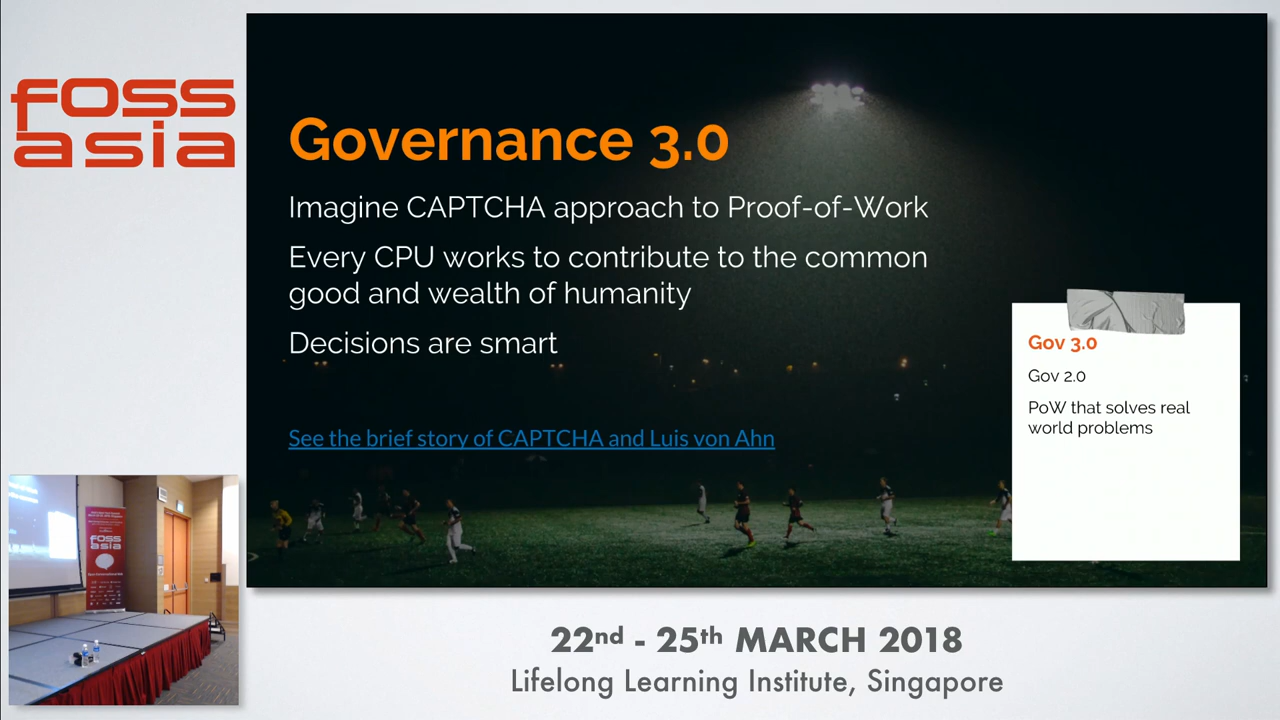 foss
asia
Governance 3.0
Imagine CAPTCHA approach to Proof-of-Work
Every CPU works to contribute to the common
good and wealth of humanity
Decisions are smart
See the brief story of CAPTCHA and Luis von Ahn
Gov 3.0
Gov 2.0
PoW that solves real
world problems
foss
asia
22nd - 25th MARCH 2018
Lifelong Learning Institute, Singapore